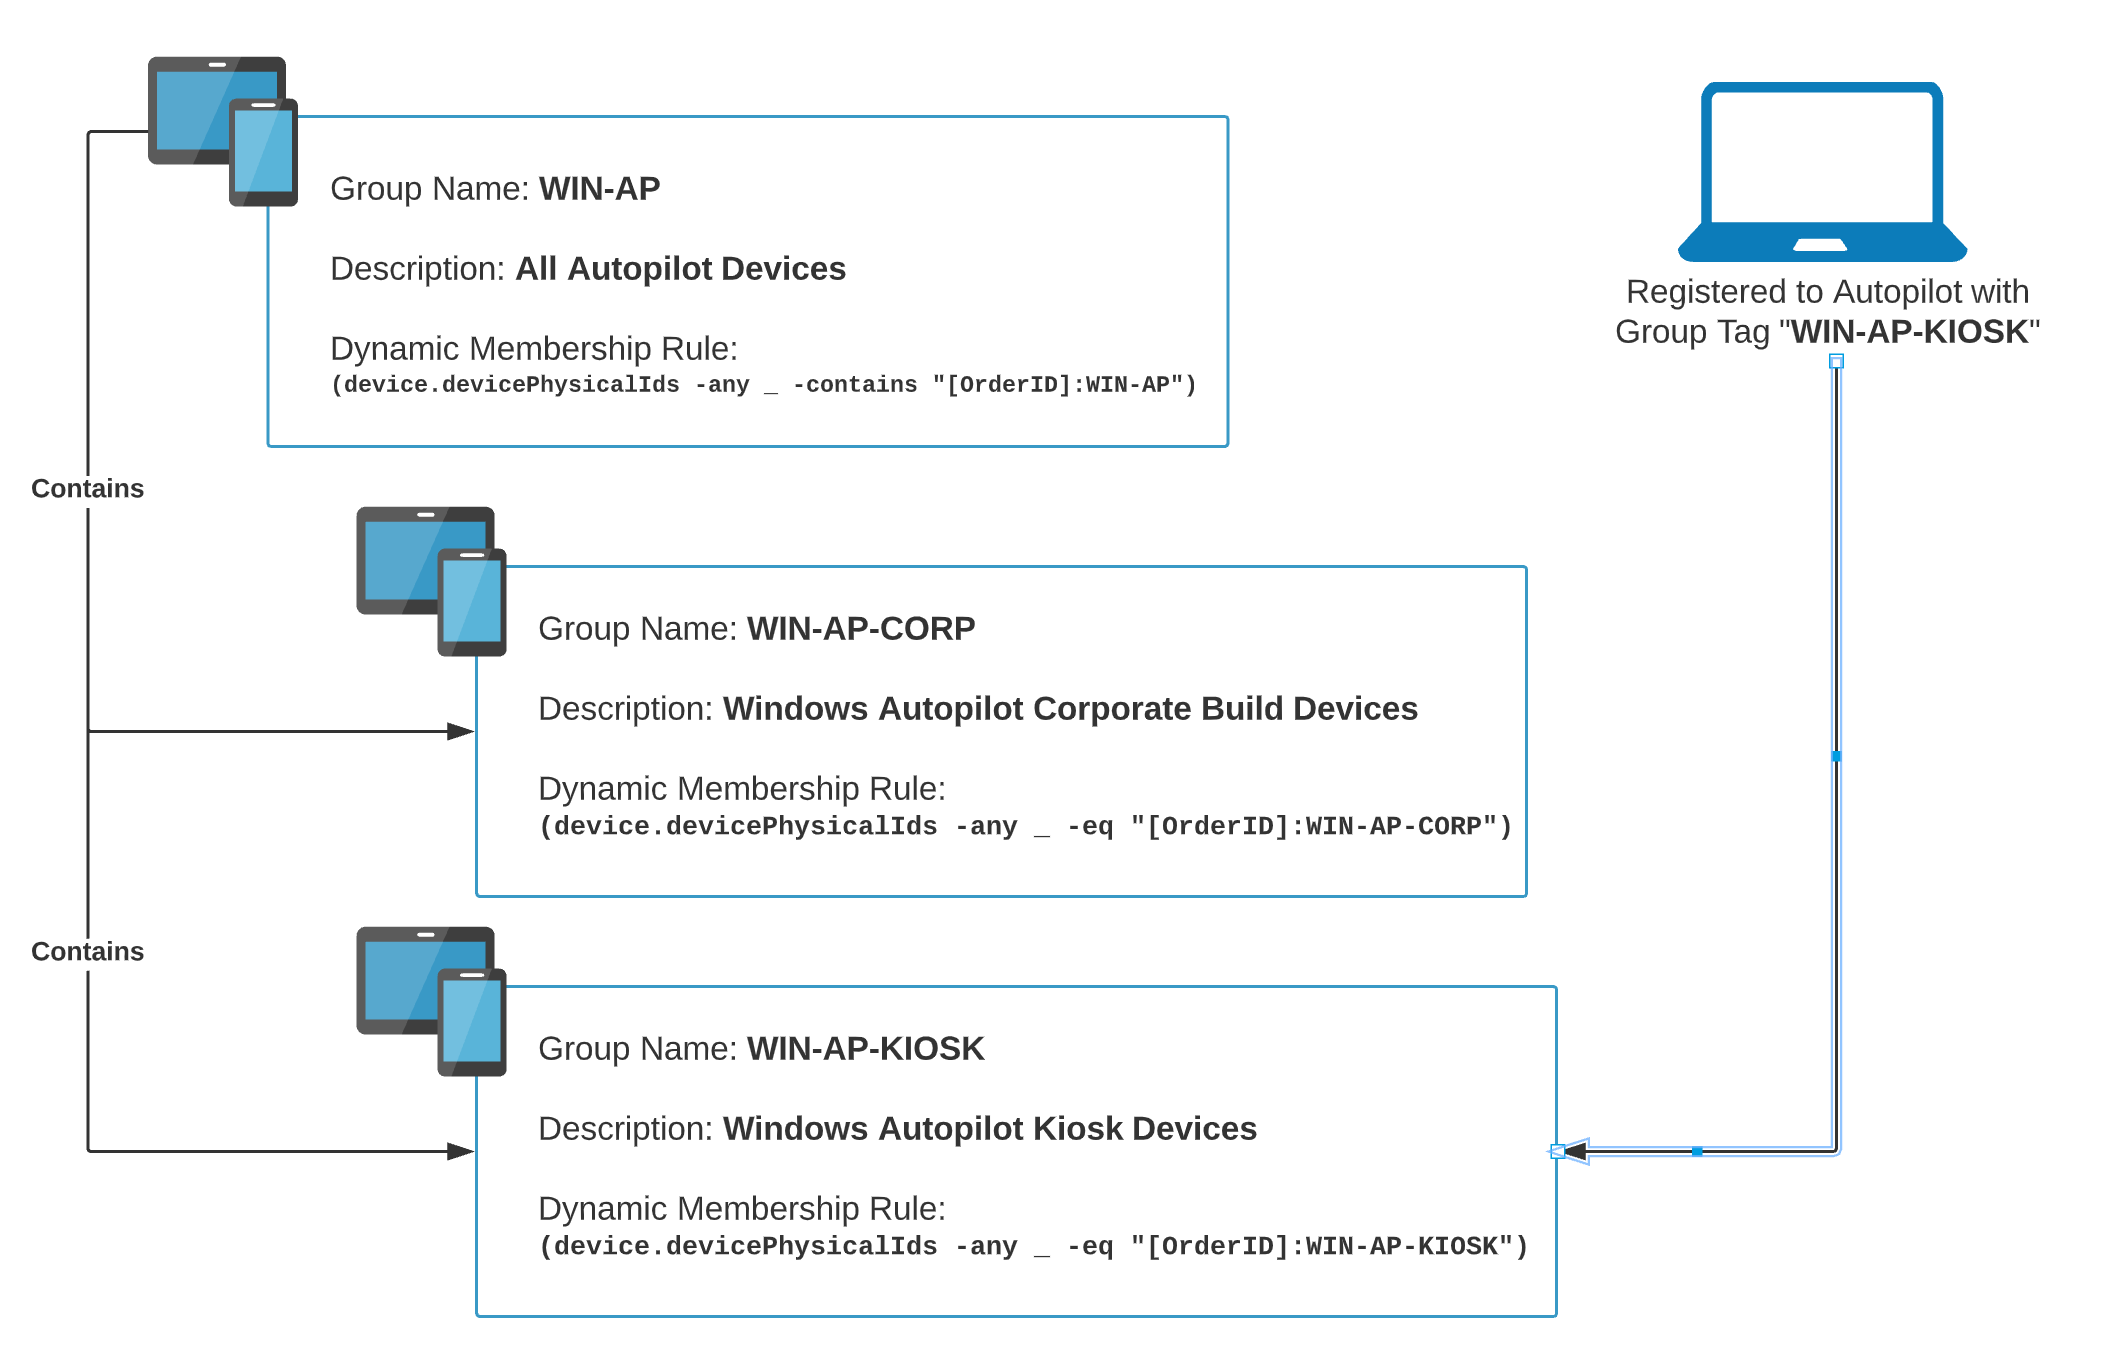 Group Name: WIN-AP
Description: All Autopilot Devices
Dynamic Membership Rule:
(device.devicePhysicalIds -any _ -contains "[OrderID]:WIN-AP")
Registered to Autopilot with
Group Tag "WIN-AP-KIOSK"
Contains
Group Name: WIN-AP-CORP
Description: Windows Autopilot Corporate Build Devices
Dynamic Membership Rule:
(device.devicePhysicalIds -any _ -eq "[OrderID]:WIN-AP-CORP")
Contains
Group Name: WIN-AP-KIOSK
Description: Windows Autopilot Kiosk Devices
Dynamic Membership Rule:
(device.devicePhysicalIds -any _ -eq "[OrderID]:WIN-AP-KIOSK")